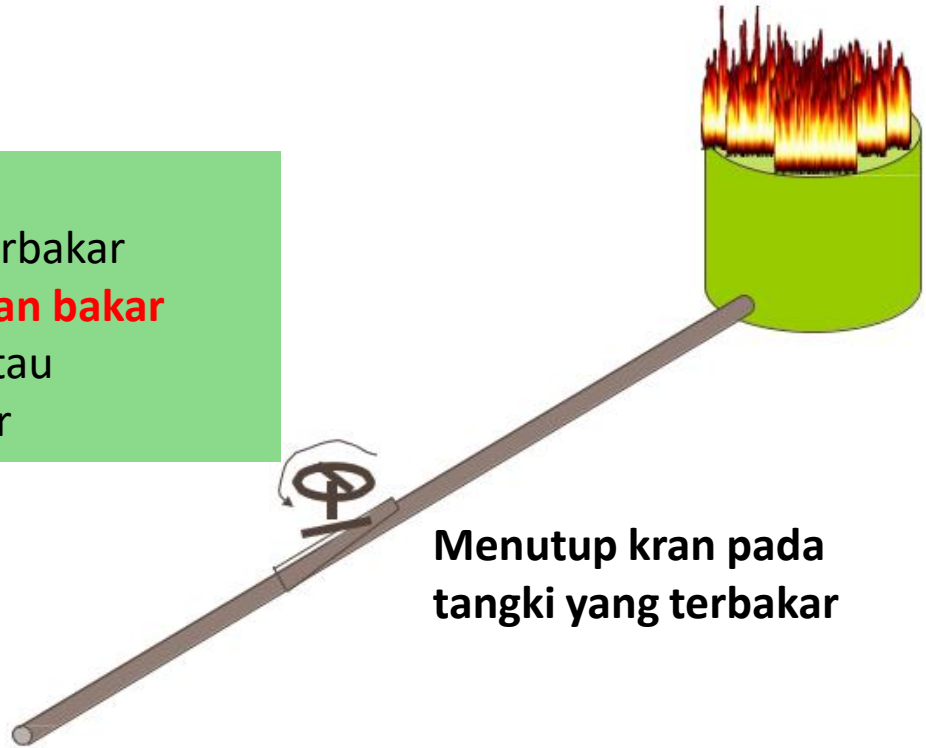 rbakar
an bakar
tau
r
Menutup kran pada
tangki yang terbakar